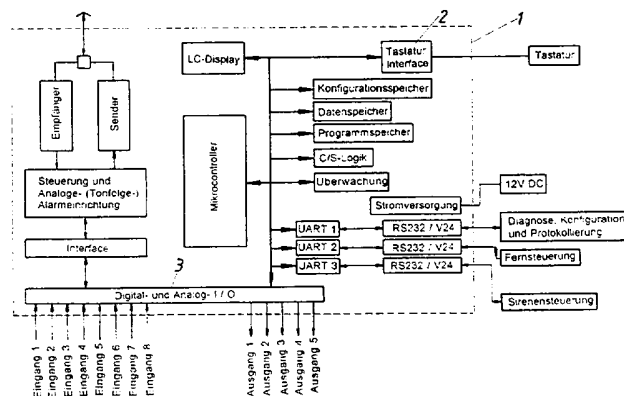 2
1
LC-Display
Tastatur
Interface
Tastatur
Empfänger
Sender
Konfigurationsspeicher
Datenspeicher
Programmspeicher
C/S-Logik
Überwachung
Mikrocontroller
Steuerung und
Analoge- (Tonfolge-)
Alarmeinrichtung
Stromversorgung
12V DC
Interface
UART 1
RS232 / V24
Diagnose, Konfiguration
und Protokollierung
UART 2
RS232 / V24
Fernsteuerung
UART 3
RS232 / V24
Sirenensteuerung
3
Digital- und Analog- I / O
Eingang 1
Eingang 2
Eingang 3
Eingang 4
Eingang 5
Eingang 6
Eingang 7
Eingang 8
Ausgang 1
Ausgang 2
Ausgang 3
Ausgang 4
Ausgang 5